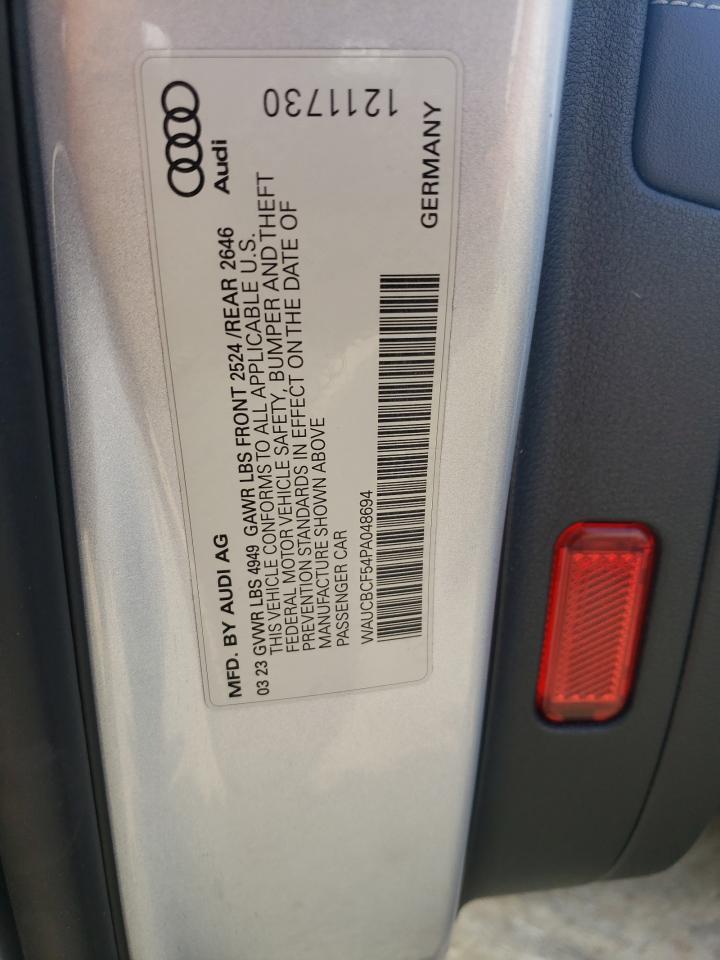 Audi
1211730
GERMANY
MFD. BY AUDI AG
03 23 GVWR LBS 4949 GAWR LBS FRONT 2524 /REAR 2646
THIS VEHICLE CONFORMS TO ALL APPLICABLE U.S.
FEDERAL MOTOR VEHICLE SAFETY, BUMPER AND THEFT
PREVENTION STANDARDS IN EFFECT ON THE DATE OF
MANUFACTURE SHOWN ABOVE
PASSENGER CAR
WAUCBCF54PA048694